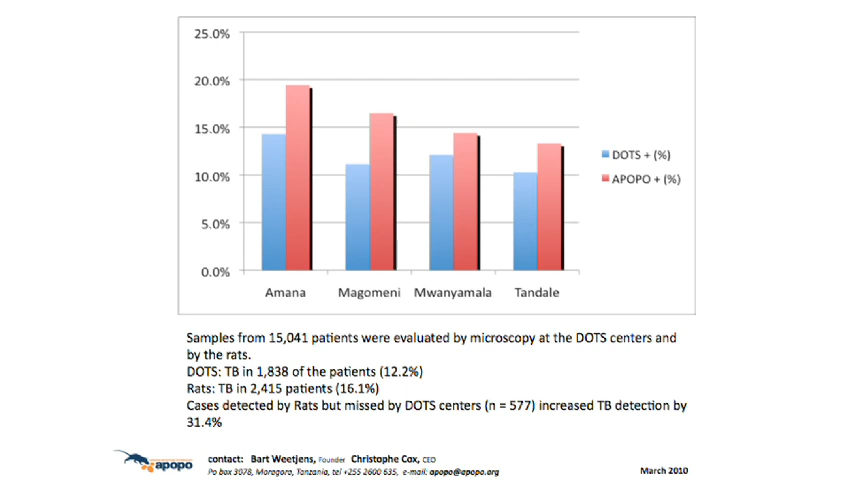 25.0%
20.0%
15.0%
10.0%
5.0%
0.0%
Amana Magomeni Mwanyamala Tandale
DOTS + (%)
APOPO + (%)
Samples from 15,041 patients were evaluated by microscopy at the DOTS centers and
by the rats.
DOTS: TB in 1,838 of the patients (12.2%)
Rats: TB in 2,415 patients (16.1%)
Cases detected by Rats but missed by DOTS centers (n = 577) increased TB detection by
31.4%
apopo
contact: Bart Weetjens, Founder Christophe Cox, CEO
Po box 3078, Morogoro, Tanzania, tel +255 2600 635, e-mail: apopo@apopo.org
March 2010